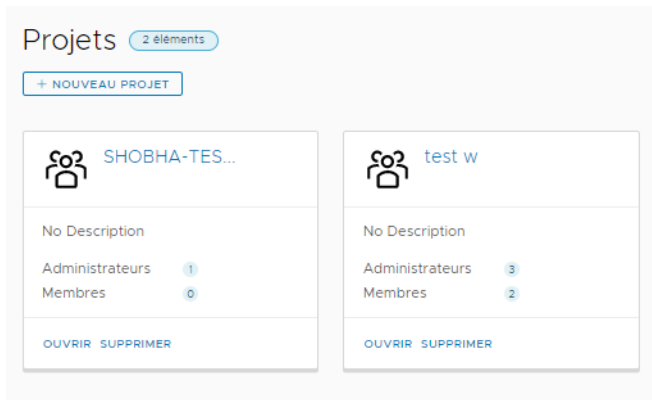 Projets 2 éléments
+ NOUVEAU PROJET
SHOBHA-TES...
No Description
Administrateurs 1
Membres 0
OUVRIR SUPPRIMER
test w
No Description
Administrateurs 3
Membres 2
OUVRIR SUPPRIMER